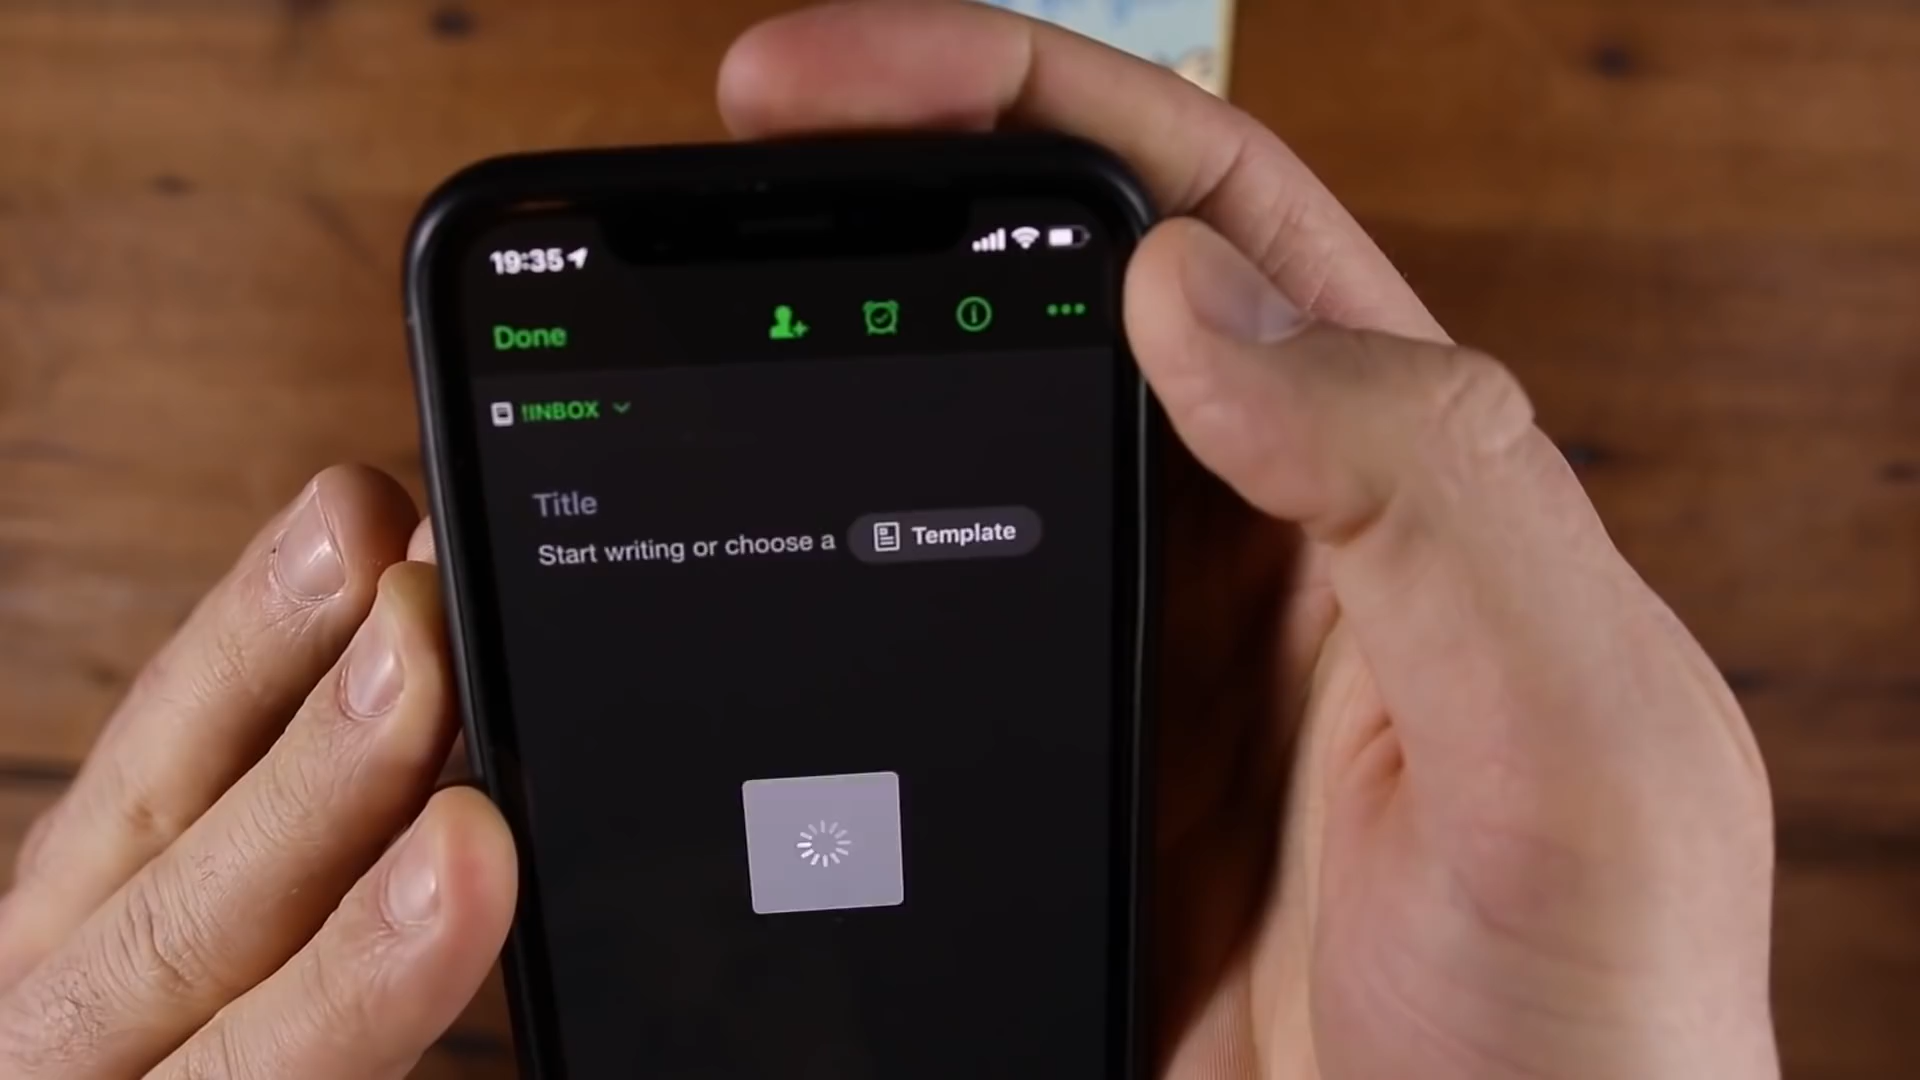 19:35
Done
!INBOX
Title
Start writing or choose a Template